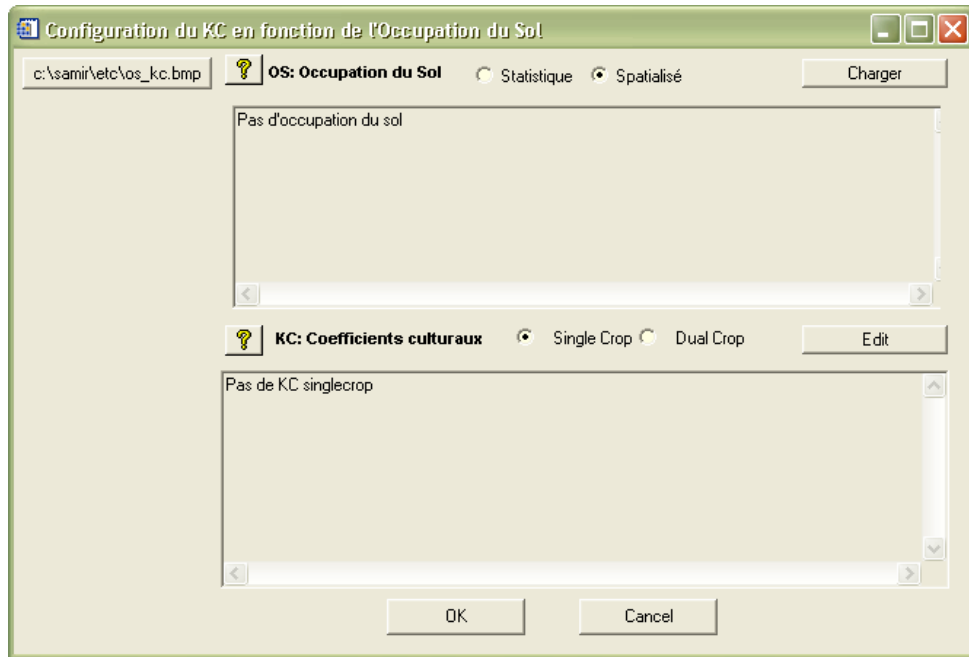 Configuration du KC en fonction de l'Occupation du Sol
c:\samir\etc\os_kc.bmp ? OS: Occupation du Sol Statistique Spatialisé Charger
Pas d'occupation du sol
? KC: Coefficients culturaux Single Crop Dual Crop Edit
Pas de KC singlecrop
OK Cancel